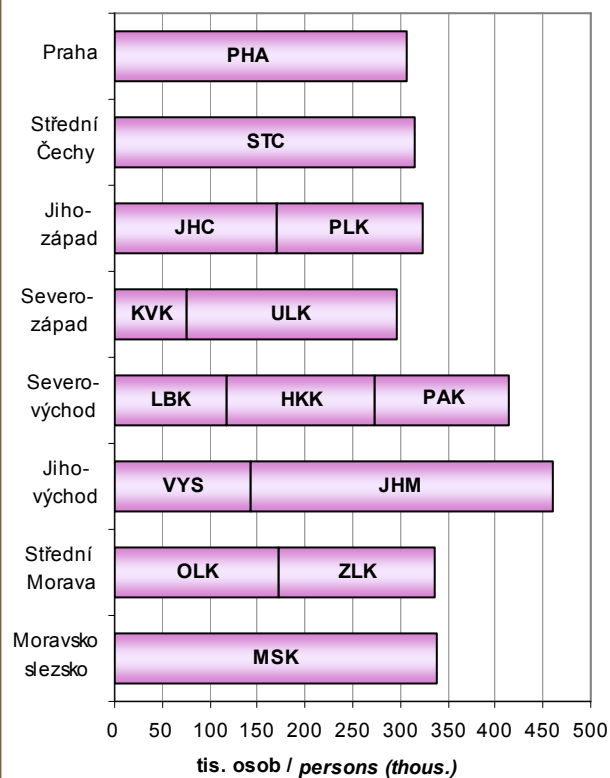 Praha
PHA
Střední
Čechy
STC
Jiho-
západ
JHC PLK
Severo-
západ
KVK ULK
Severo-
východ
LBK HKK PAK
Jiho-
východ
VYS JHM
Střední
Morava
OLK ZLK
Moravsko
slezsko
MSK
0 50 100 150 200 250 300 350 400 450 500
tis. osob / persons (thous.)